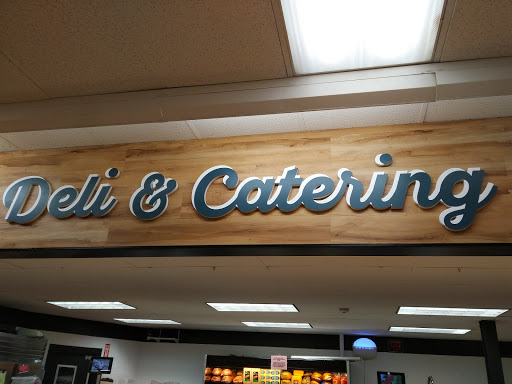 Deli & Catering